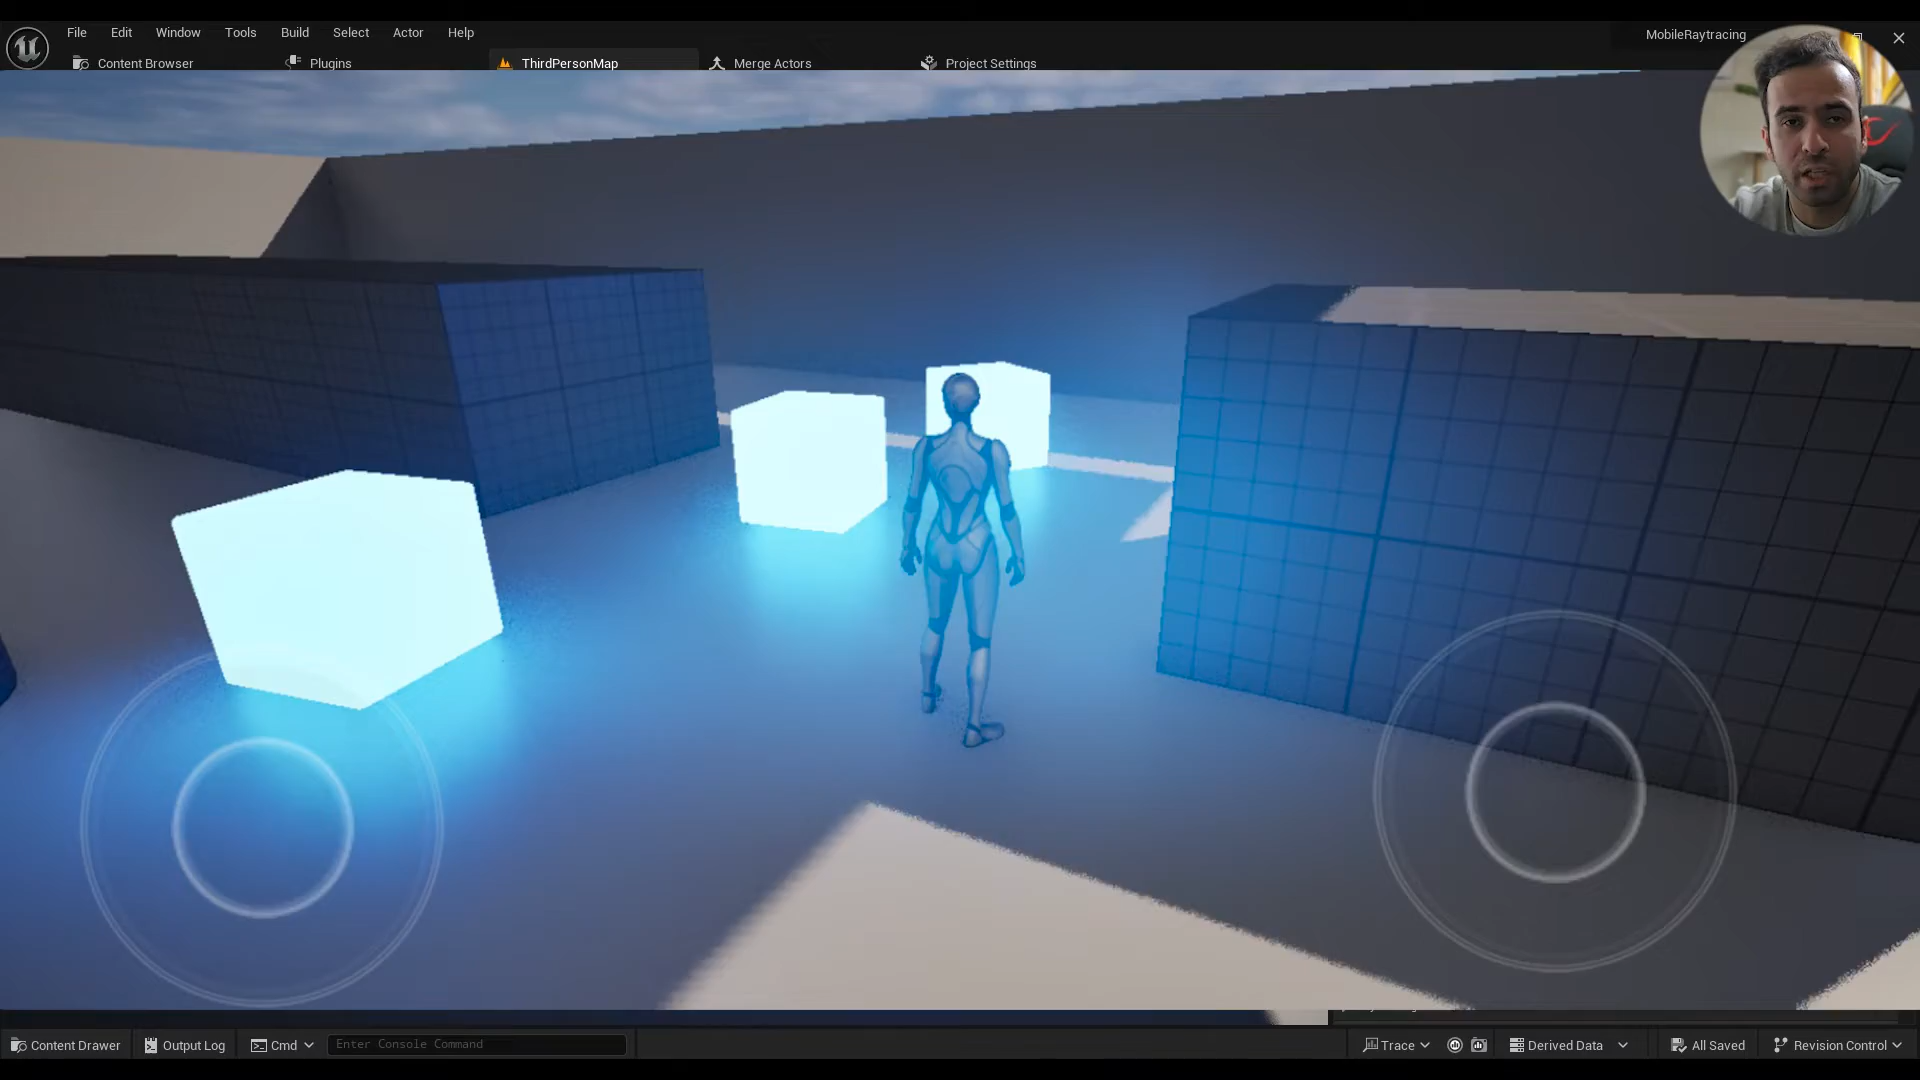 File Edit Window Tools Build Select Actor Help
MobileRaytracing
Content Browser Plugins ThirdPersonMap Merge Actors Project Settings
Content Drawer Output Log Cmd Enter Console Command Trace Derived Data All Saved Revision Control